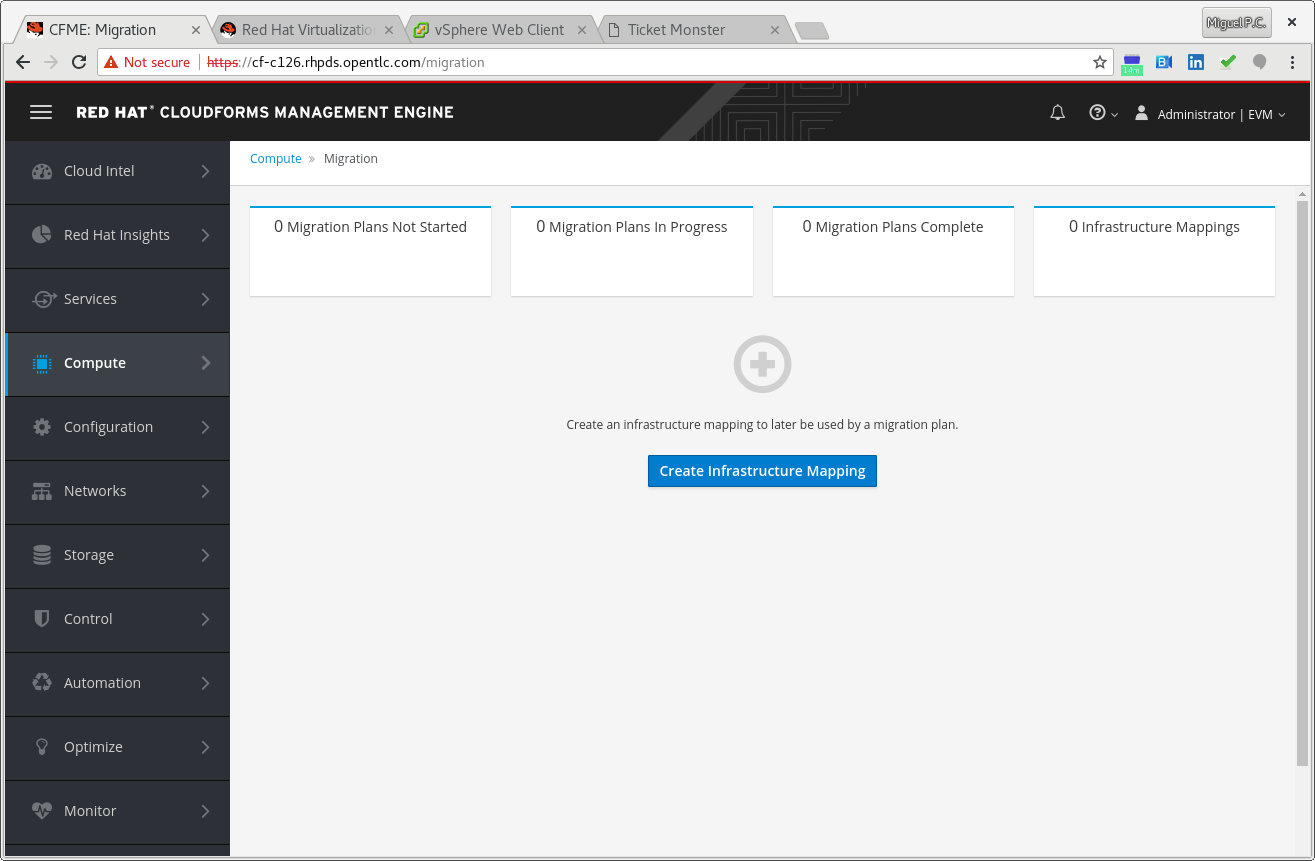 CFME: Migration
Red Hat Virtualizatio
vSphere Web Client
Ticket Monster
Miguel P.C.
Not secure
https://cf-c126.rhpds.opentlc.com/migration
RED HAT® CLOUDFORMS MANAGEMENT ENGINE
Administrator | EVM
Cloud Intel
Red Hat Insights
Services
Compute
Configuration
Networks
Storage
Control
Automation
Optimize
Monitor
Compute » Migration
0 Migration Plans Not Started
0 Migration Plans In Progress
0 Migration Plans Complete
0 Infrastructure Mappings
Create an infrastructure mapping to later be used by a migration plan.
Create Infrastructure Mapping